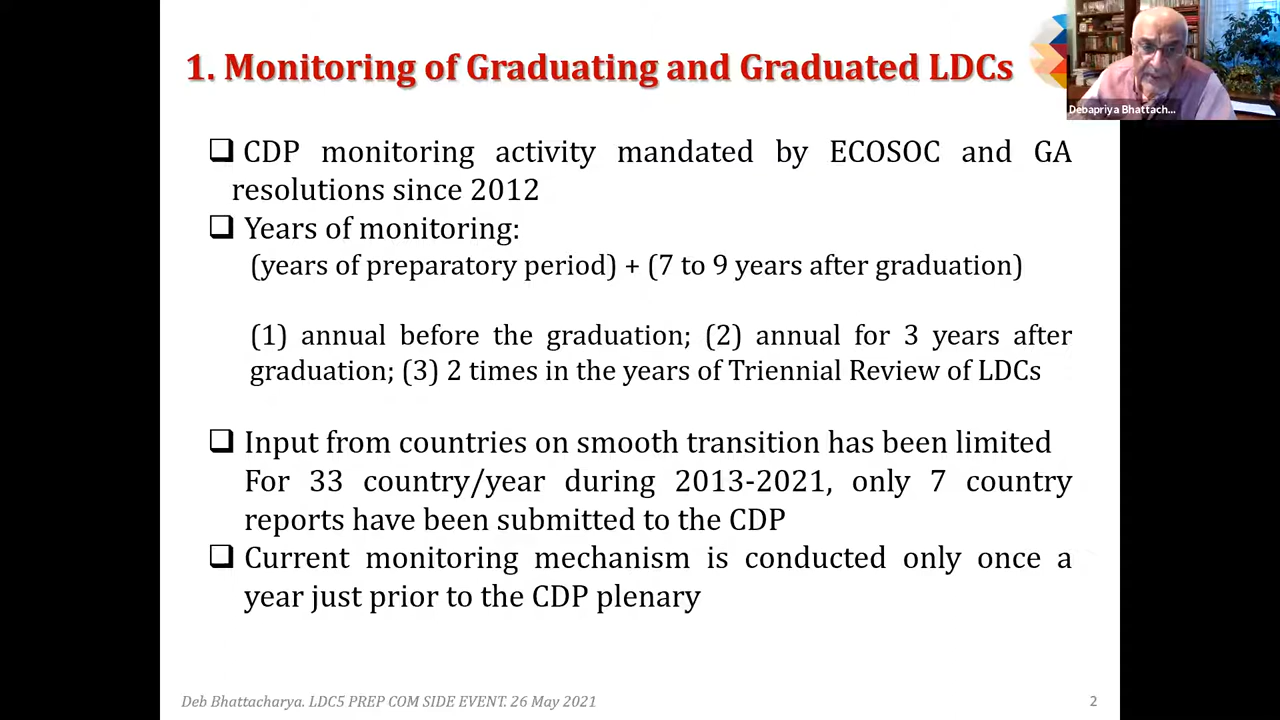 1. Monitoring of Graduating and Graduated LDCs
Debapriya Bhattach...
CDP monitoring activity mandated by ECOSOC and GA
resolutions since 2012
Years of monitoring:
(years of preparatory period) + (7 to 9 years after graduation)
(1) annual before the graduation; (2) annual for 3 years after
graduation; (3) 2 times in the years of Triennial Review of LDCs
Input from countries on smooth transition has been limited
For 33 country/year during 2013-2021, only 7 country
reports have been submitted to the CDP
Current monitoring mechanism is conducted only once a
year just prior to the CDP plenary
Deb Bhattacharya. LDC5 PREP COM SIDE EVENT. 26 May 2021
2